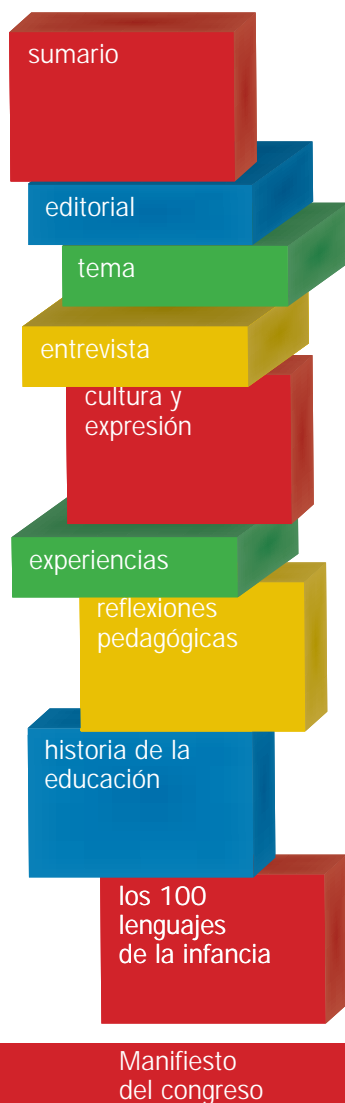 sumario
editorial
tema
entrevista
cultura y
expresión
experiencias
reflexiones
pedagógicas
historia de la
educación
los 100
lenguajes
de la infancia
Manifiesto
del congreso